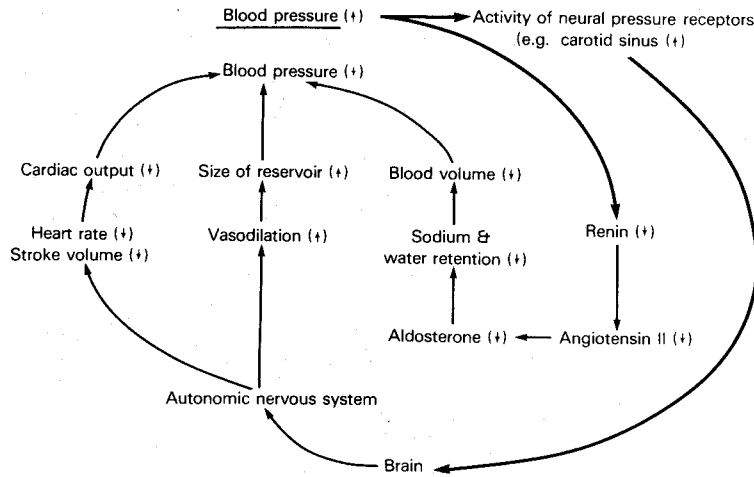 Blood pressure (↑)
Activity of neural pressure receptors
(e.g. carotid sinus (↑)
Blood pressure (↓)
Cardiac output (↓)
Size of reservoir (↑)
Blood volume (↓)
Heart rate (↓)
Stroke volume (↓)
Vasodilation (↑)
Sodium &
water retention (↓)
Renin (↓)
Aldosterone (↓)
Angiotensin II (↓)
Autonomic nervous system
Brain